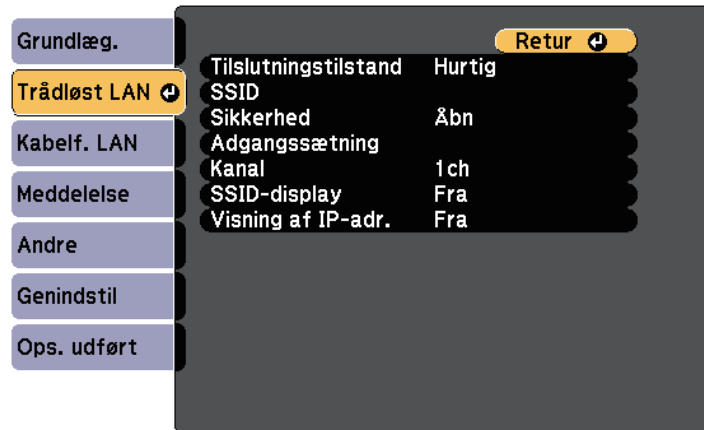 Grundlæg.
Trådløst LAN
Kabelf. LAN
Meddelelse
Andre
Genindstil
Ops. udført
Retur
Tilslutningstilstand Hurtig
SSID
Sikkerhed Åbn
Adgangssætning
Kanal 1ch
SSID-display Fra
Visning af IP-adr. Fra